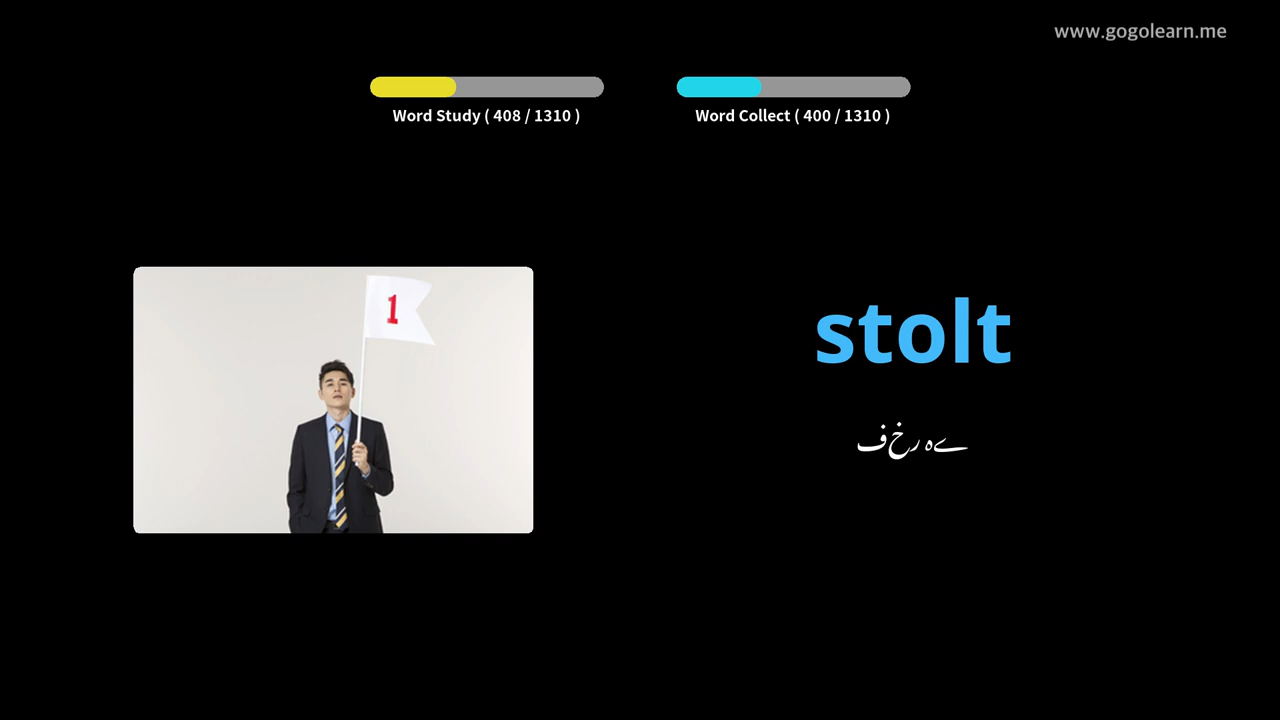 www.gogolearn.me
Word Study ( 408 / 1310 )
Word Collect ( 400 / 1310 )
1
stolt
فخر ہے